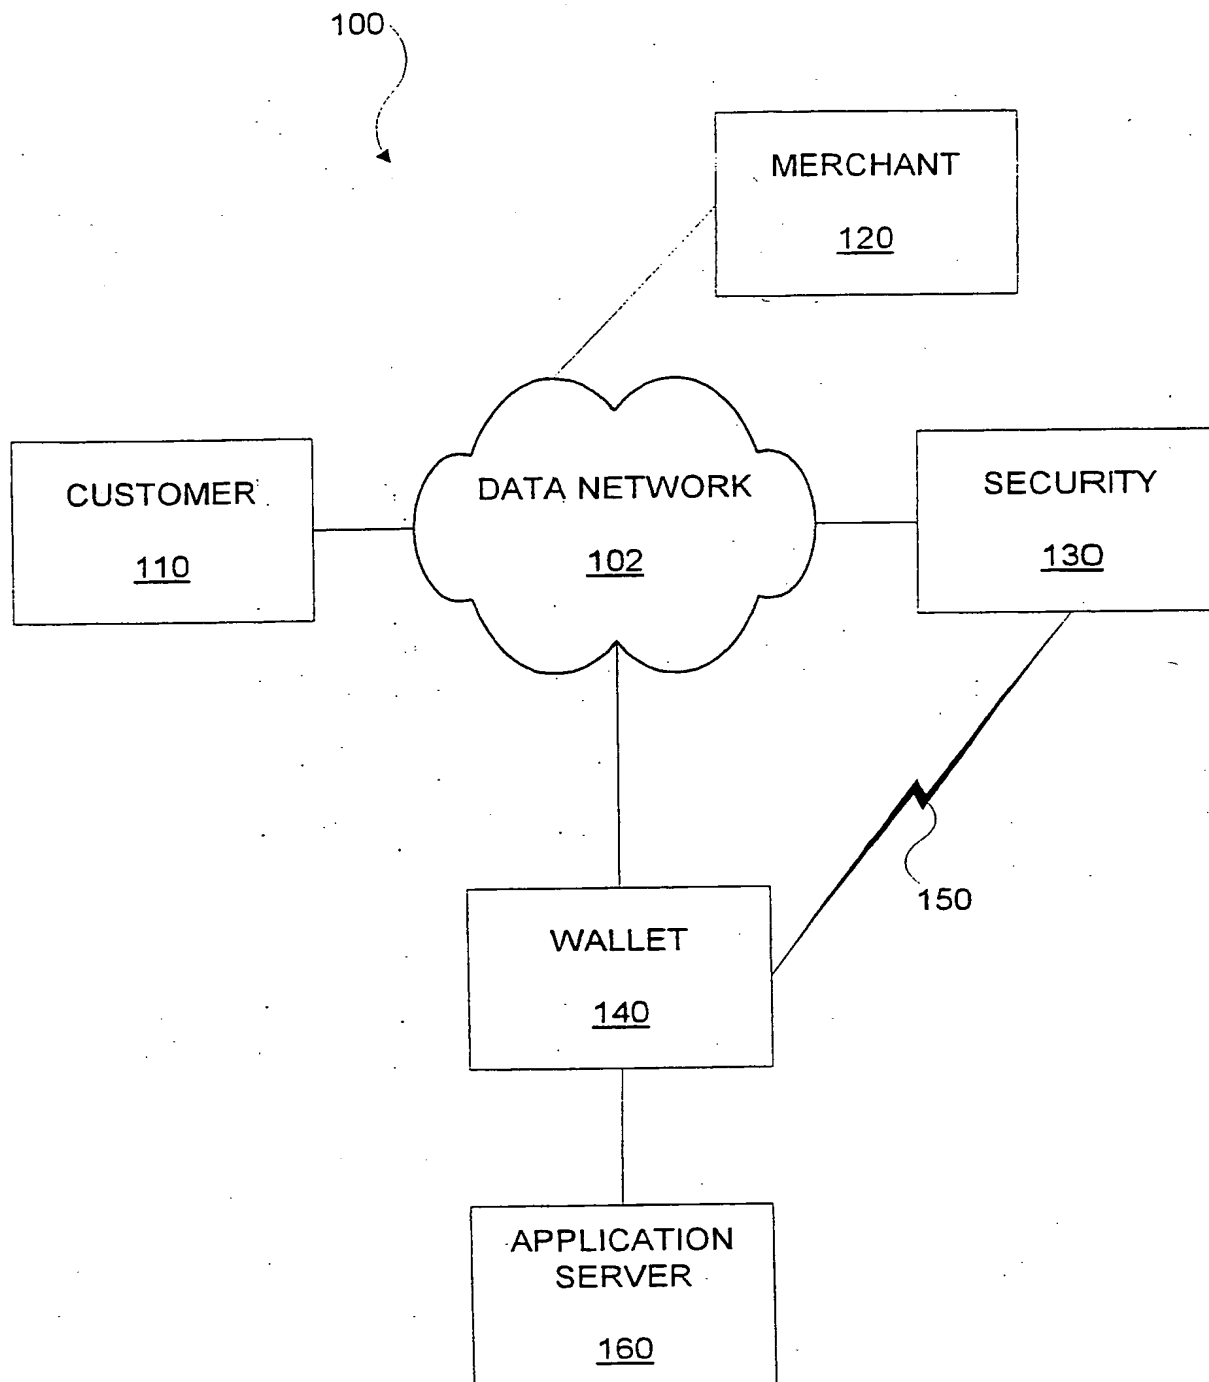 100
MERCHANT
120
CUSTOMER
110
DATA NETWORK
102
SECURITY
130
150
WALLET
140
APPLICATION
SERVER
160